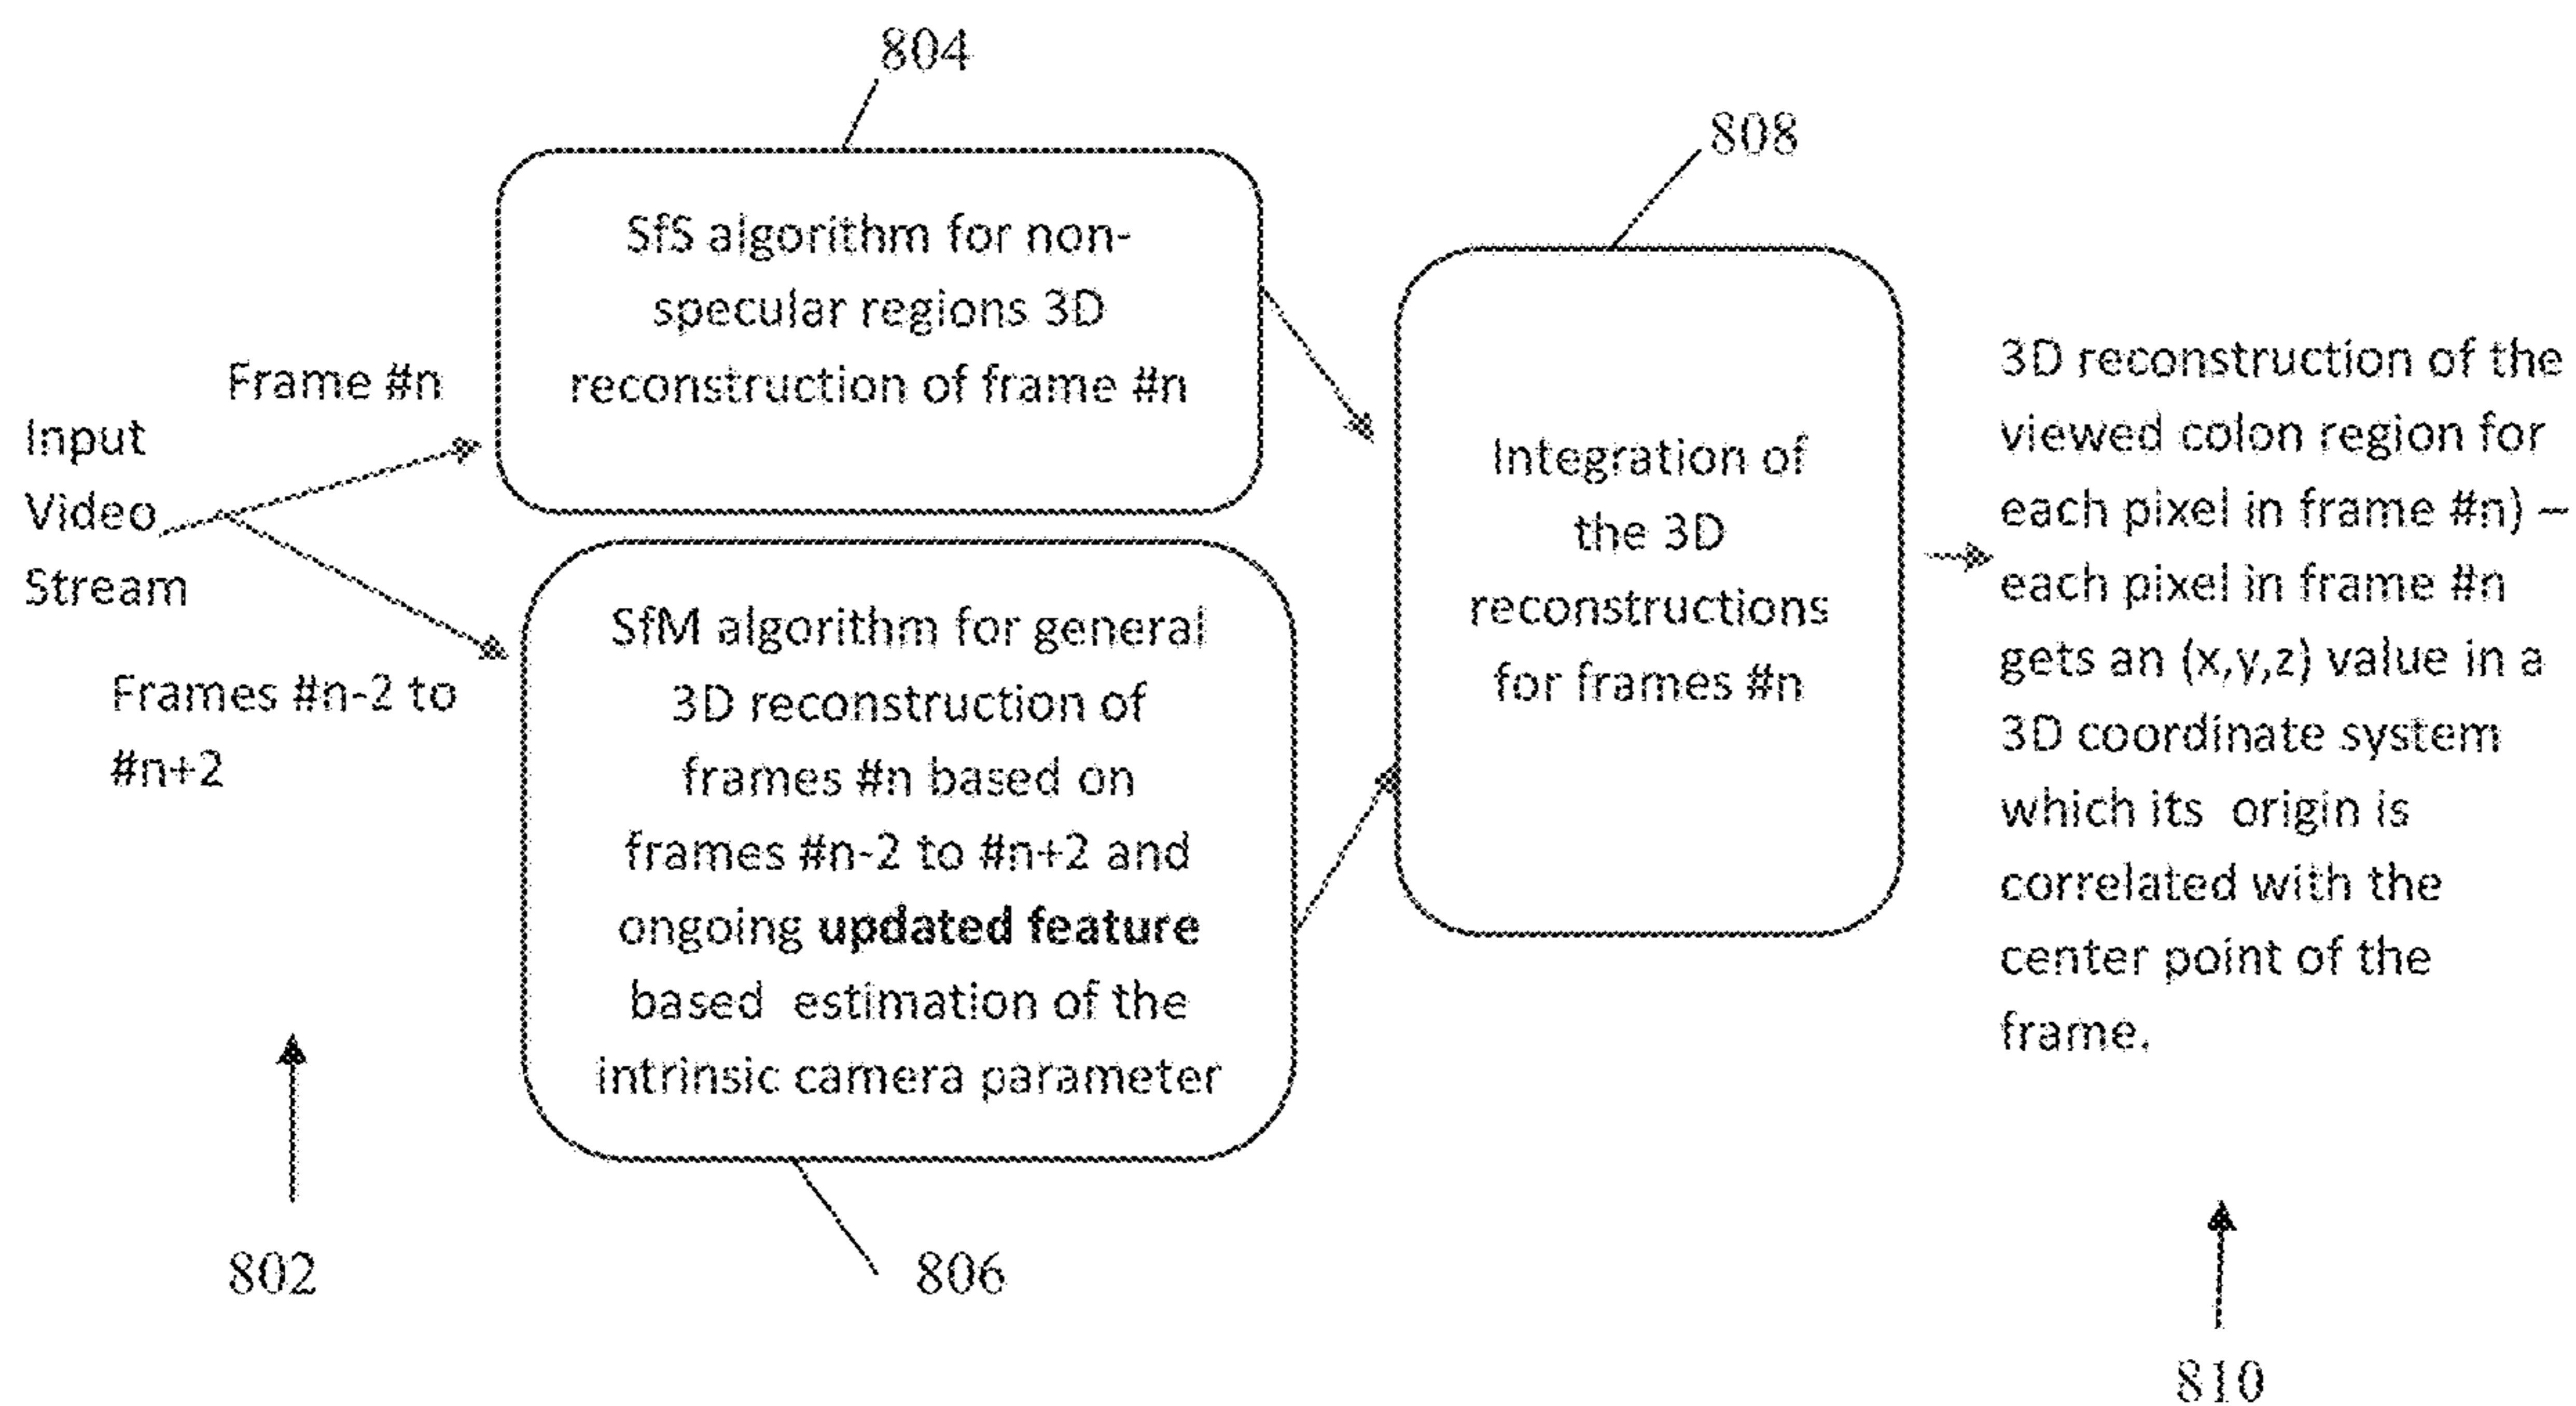 804
808
SfS algorithm for non-
specular regions 3D
reconstruction of frame #n
Frame #n
Input
Video
Stream
Frames #n-2 to
#n+2
SfM algorithm for general
3D reconstruction of
frames #n based on
frames #n-2 to #n+2 and
ongoing updated feature
based estimation of the
intrinsic camera parameter
Integration of
the 3D
reconstructions
for frames #n
3D reconstruction of the
viewed colon region for
each pixel in frame #n) –
each pixel in frame #n
gets an (x,y,z) value in a
3D coordinate system
which its origin is
correlated with the
center point of the
frame.
802
806
810